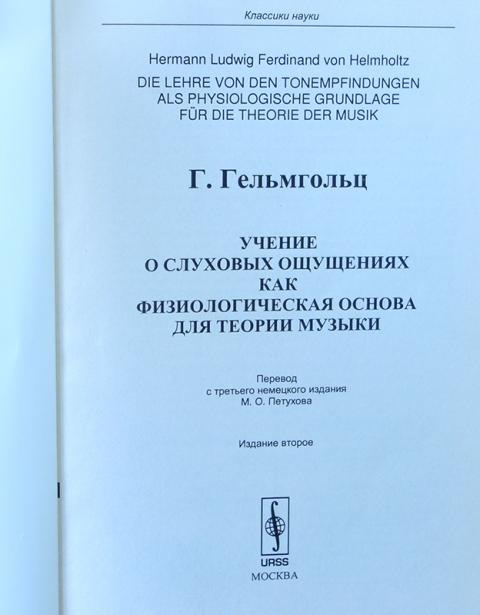 Классики науки
Hermann Ludwig Ferdinand von Helmholtz
DIE LEHRE VON DEN TONEMPFINDUNGEN
ALS PHYSIOLOGISCHE GRUNDLAGE
FÜR DIE THEORIE DER MUSIK
Г. Гельмгольц
УЧЕНИЕ
О СЛУХОВЫХ ОЩУЩЕНИЯХ
КАК
ФИЗИОЛОГИЧЕСКАЯ ОСНОВА
ДЛЯ ТЕОРИИ МУЗЫКИ
Перевод
с третьего немецкого издания
М. О. Петухова
Издание второе
URSS
МОСКВА